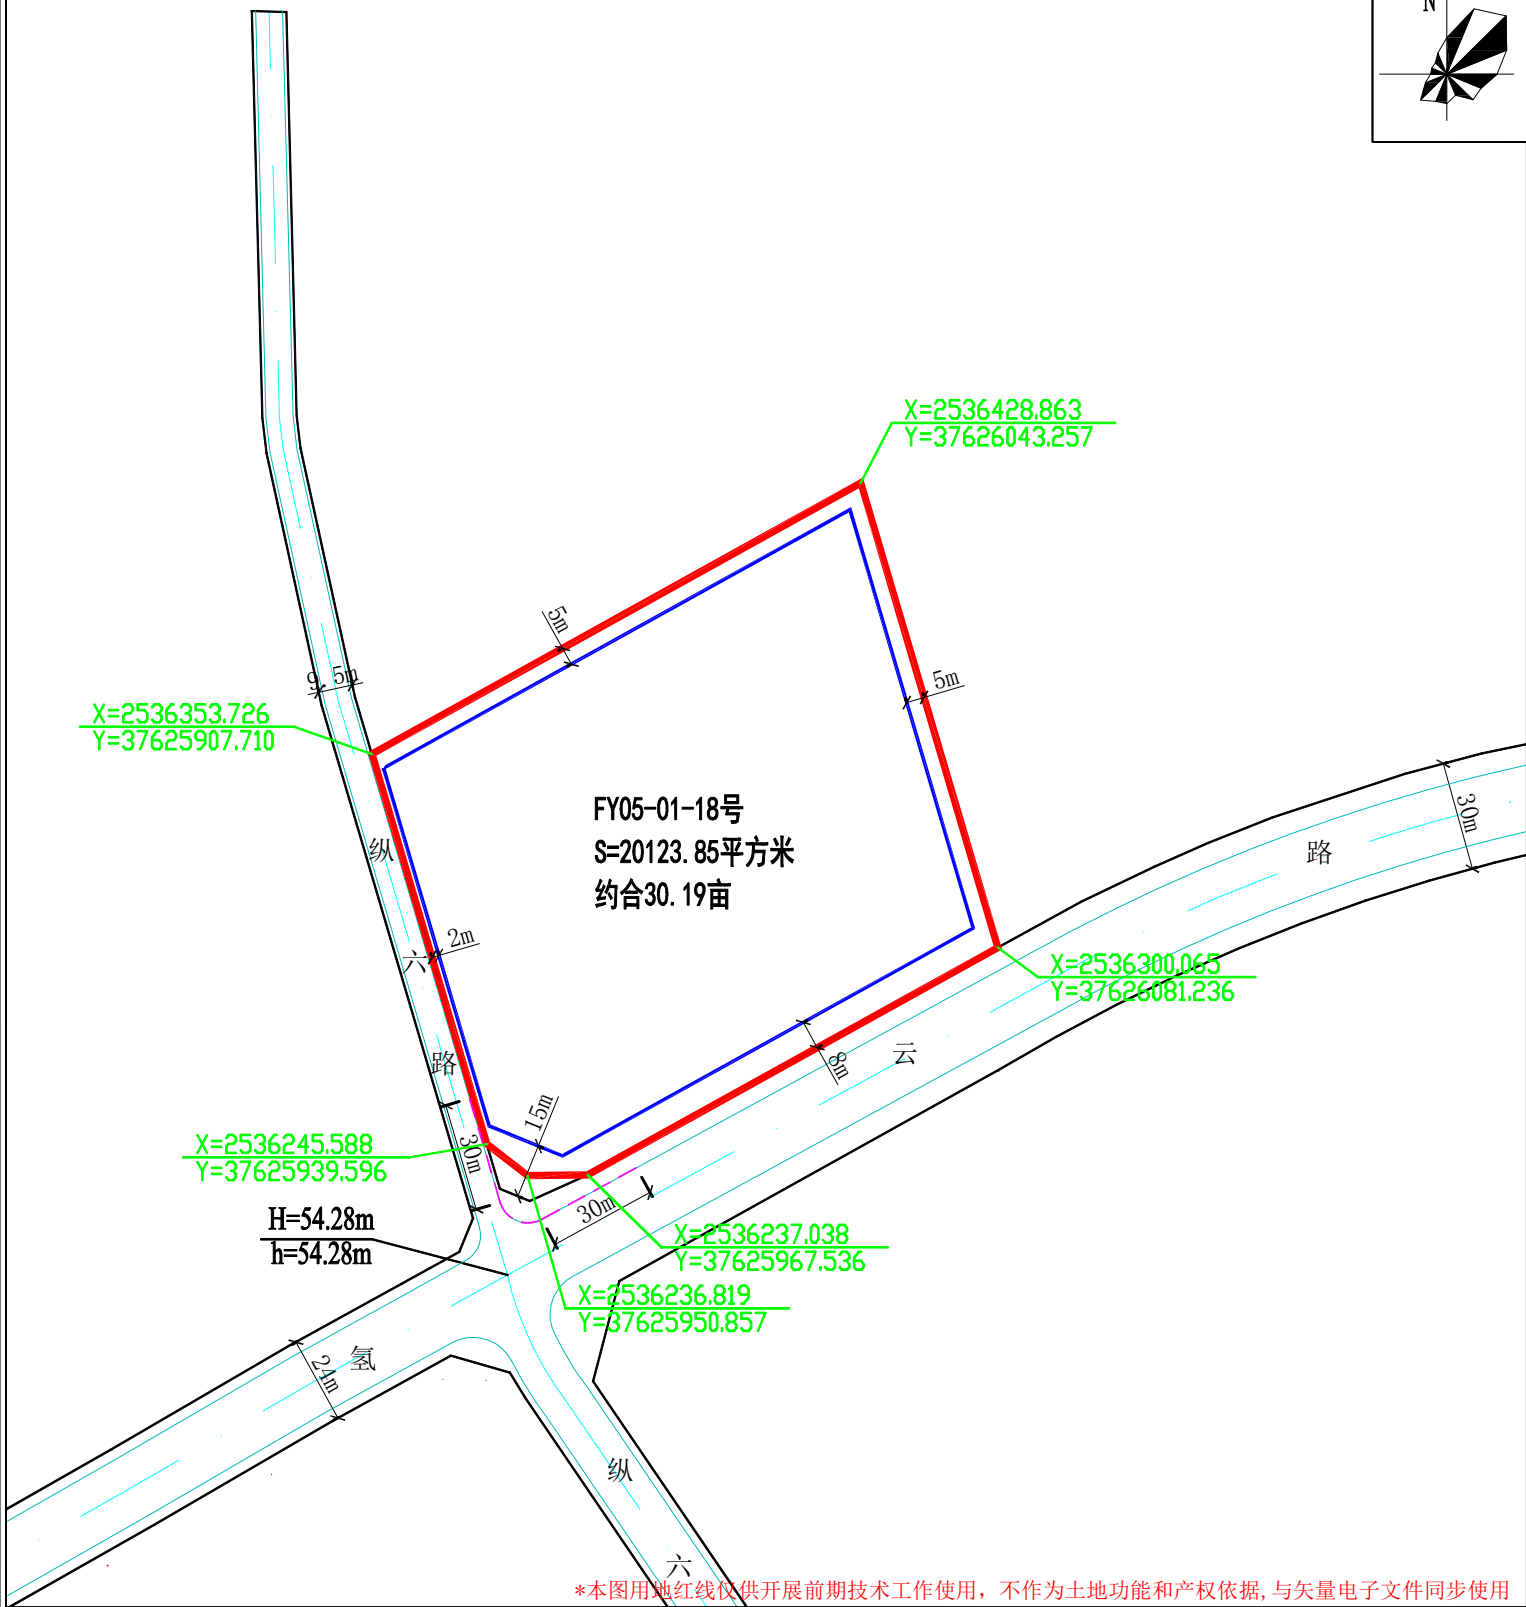 N
X=2536428.863
Y=37626043.257
5m
9.5m
5m
X=2536353.726
Y=37625907.710
FY05-01-18号
S=20123.85平方米
约合30.19亩
30m
路
纵
六
路
2m
X=2536300.065
Y=37626081.236
云
8m
15m
30m
X=2536245.588
Y=37625939.596
H=54.28m
h=54.28m
30m
X=2536237.038
Y=37625967.536
X=2536236.819
Y=37625950.857
24m
氢
纵
六
*本图用地红线仅供开展前期技术工作使用，不作为土地功能和产权依据,与矢量电子文件同步使用